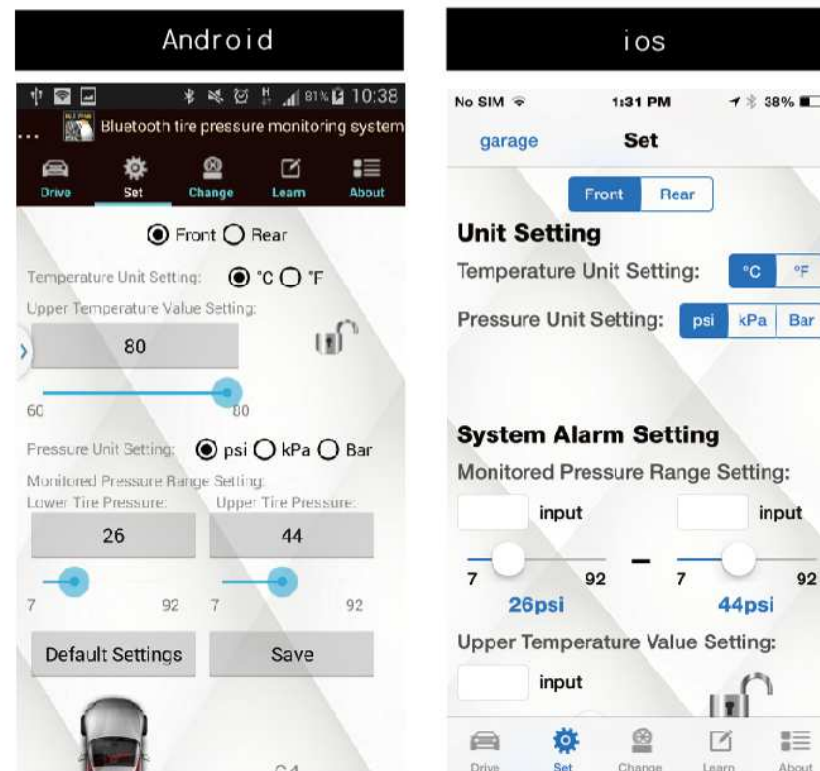 Android
81% 10:38
... Bluetooth tire pressure monitoring system
Drive Set Change Learn About
Front Rear
Temperature Unit Setting: °C °F
Upper Temperature Value Setting:
80
60 80
Pressure Unit Setting: psi kPa Bar
Monitored Pressure Range Setting:
Lower Tire Pressure: Upper Tire Pressure:
26 44
7 92 7 92
Default Settings Save
ios
No SIM 1:31 PM 38%
garage Set
Front Rear
Unit Setting
Temperature Unit Setting: °C °F
Pressure Unit Setting: psi kPa Bar
System Alarm Setting
Monitored Pressure Range Setting:
input input
7 92 – 7 92
26psi 44psi
Upper Temperature Value Setting:
input
Drive Set Change Learn About